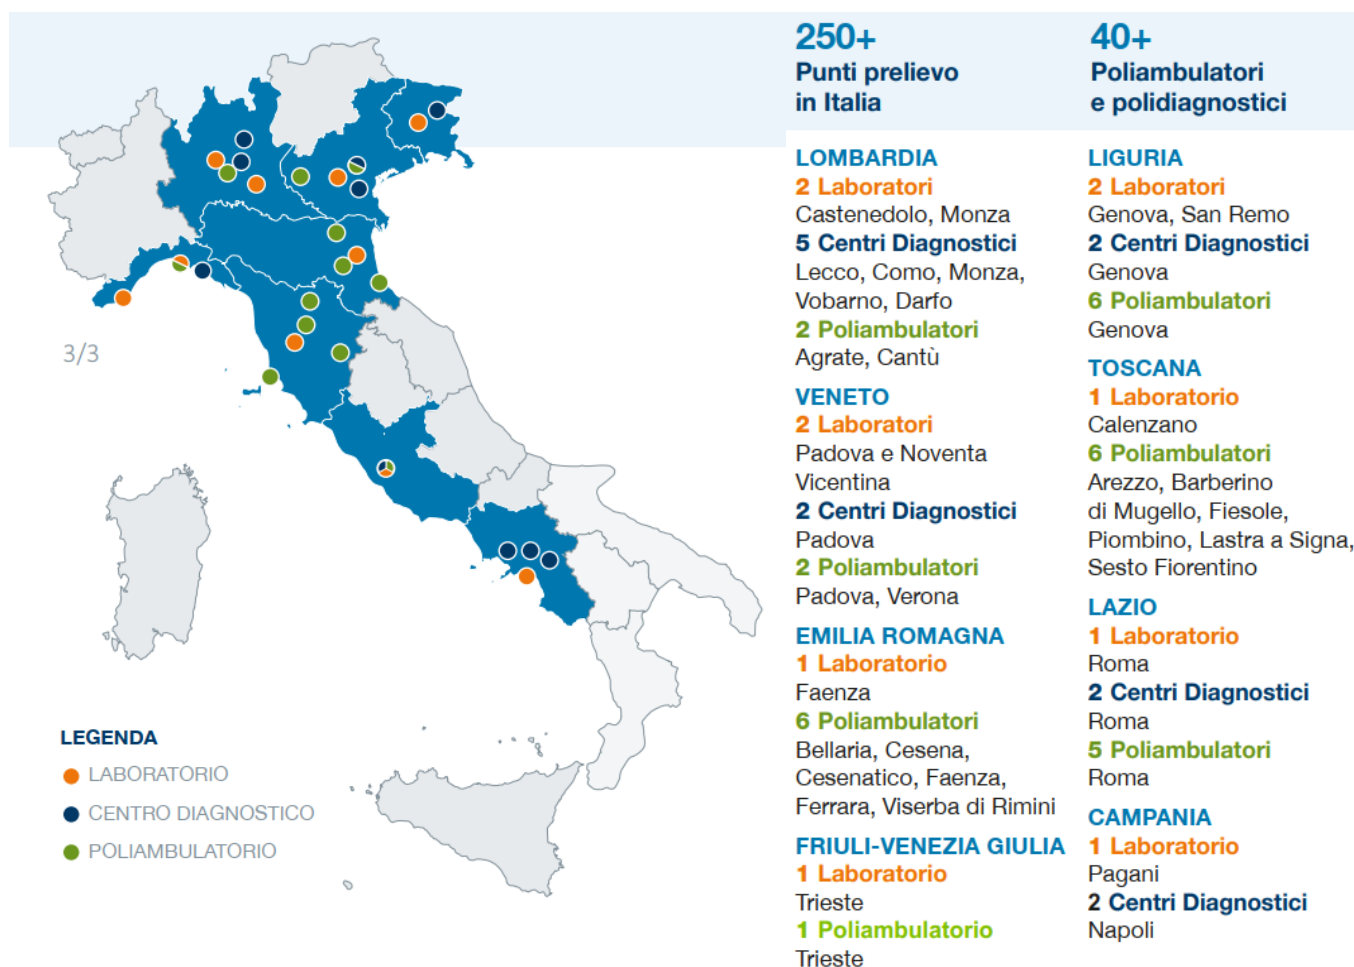 250+
Punti prelievo
in Italia
40+
Poliambulatori
e polidiagnostici
LOMBARDIA
2 Laboratori
Castenedolo, Monza
5 Centri Diagnostici
Lecco, Como, Monza,
Vobarno, Darfo
2 Poliambulatori
Agrate, Cantù
VENETO
2 Laboratori
Padova e Noventa
Vicentina
2 Centri Diagnostici
Padova
2 Poliambulatori
Padova, Verona
EMILIA ROMAGNA
1 Laboratorio
Faenza
6 Poliambulatori
Bellaria, Cesena,
Cesenatico, Faenza,
Ferrara, Viserba di Rimini
FRIULI-VENEZIA GIULIA
1 Laboratorio
Trieste
1 Poliambulatorio
Trieste
LIGURIA
2 Laboratori
Genova, San Remo
2 Centri Diagnostici
Genova
6 Poliambulatori
Genova
TOSCANA
1 Laboratorio
Calenzano
6 Poliambulatori
Arezzo, Barberino
di Mugello, Fiesole,
Piombino, Lastra a Signa,
Sesto Fiorentino
LAZIO
1 Laboratorio
Roma
2 Centri Diagnostici
Roma
5 Poliambulatori
Roma
CAMPANIA
1 Laboratorio
Pagani
2 Centri Diagnostici
Napoli
3/3
LEGENDA
LABORATORIO
CENTRO DIAGNOSTICO
POLIAMBULATORIO